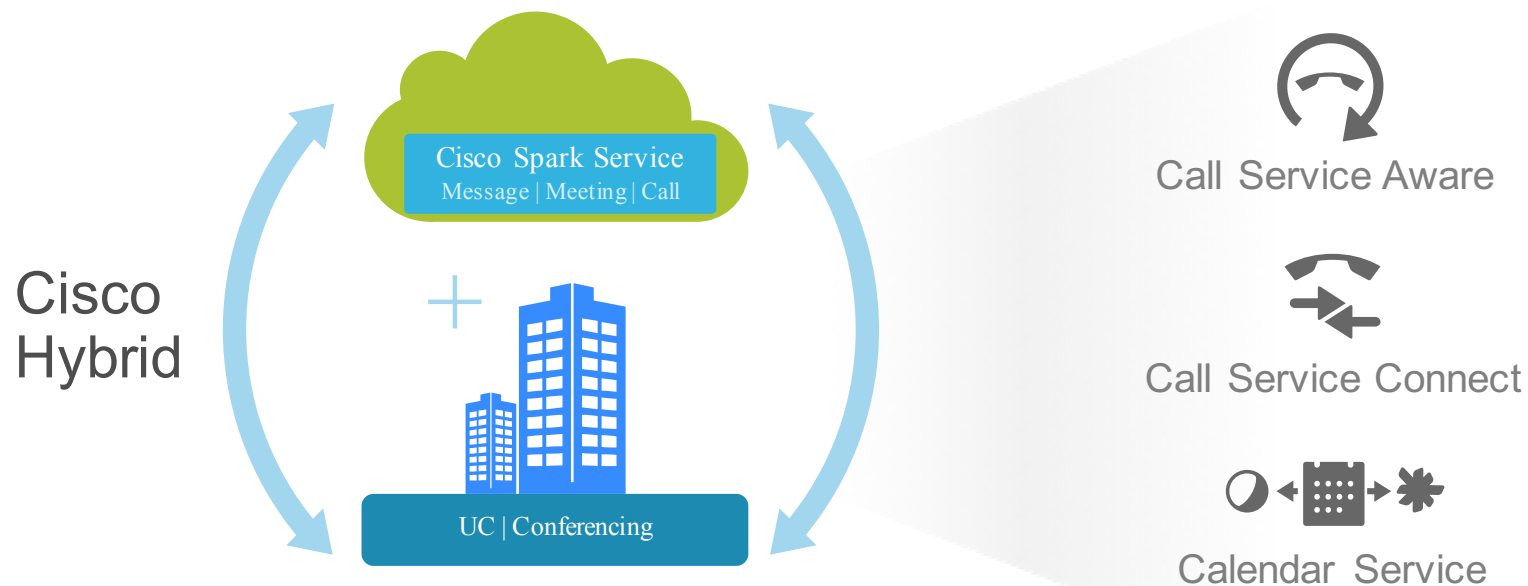 Cisco Spark Service
Message | Meeting | Call
Cisco
Hybrid
UC | Conferencing
Call Service Aware
Call Service Connect
Calendar Service